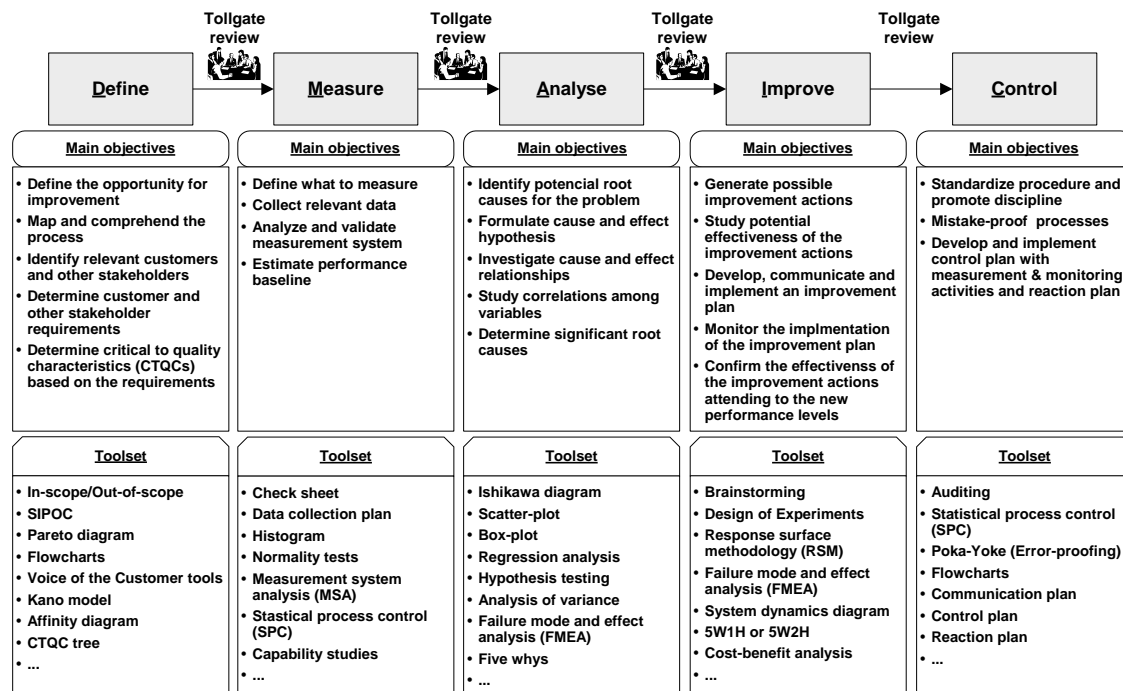 Tollgate
review
Tollgate
review
Tollgate
review
Tollgate
review
Define
Measure
Analyse
Improve
Control
Main objectives
• Define the opportunity for
improvement
• Map and comprehend the
process
• Identify relevant customers
and other stakeholders
• Determine customer and
other stakeholder
requirements
• Determine critical to quality
characteristics (CTQCs)
based on the requirements
Main objectives
• Define what to measure
• Collect relevant data
• Analyze and validate
measurement system
• Estimate performance
baseline
Main objectives
• Identify potencial root
causes for the problem
• Formulate cause and effect
hypothesis
• Investigate cause and effect
relationships
• Study correlations among
variables
• Determine significant root
causes
Main objectives
• Generate possible
improvement actions
• Study potential
effectiveness of the
improvement actions
• Develop, communicate and
implement an improvement
plan
• Monitor the implmentation
of the improvement plan
• Confirm the effectivenss of
the improvement actions
attending to the new
performance levels
Main objectives
• Standardize procedure and
promote discipline
• Mistake-proof processes
• Develop and implement
control plan with
measurement & monitoring
activities and reaction plan
Toolset
• In-scope/Out-of-scope
• SIPOC
• Pareto diagram
• Flowcharts
• Voice of the Customer tools
• Kano model
• Affinity diagram
• CTQC tree
• ...
Toolset
• Check sheet
• Data collection plan
• Histogram
• Normality tests
• Measurement system
analysis (MSA)
• Stastical process control
(SPC)
• Capability studies
• ...
Toolset
• Ishikawa diagram
• Scatter-plot
• Box-plot
• Regression analysis
• Hypothesis testing
• Analysis of variance
• Failure mode and effect
analysis (FMEA)
• Five whys
• ...
Toolset
• Brainstorming
• Design of Experiments
• Response surface
methodology (RSM)
• Failure mode and effect
analysis (FMEA)
• System dynamics diagram
• 5W1H or 5W2H
• Cost-benefit analysis
• ...
Toolset
• Auditing
• Statistical process control
(SPC)
• Poka-Yoke (Error-proofing)
• Flowcharts
• Communication plan
• Control plan
• Reaction plan
• ...